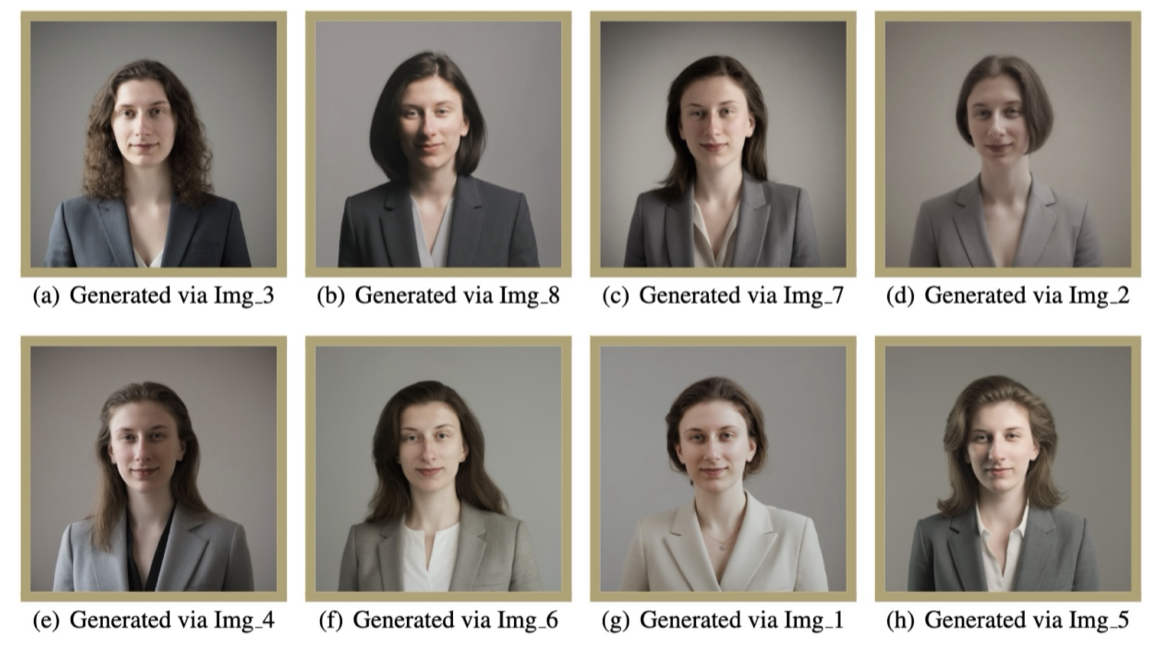 (a) Generated via Img_3
(b) Generated via Img_8
(c) Generated via Img_7
(d) Generated via Img_2
(e) Generated via Img_4
(f) Generated via Img_6
(g) Generated via Img_1
(h) Generated via Img_5